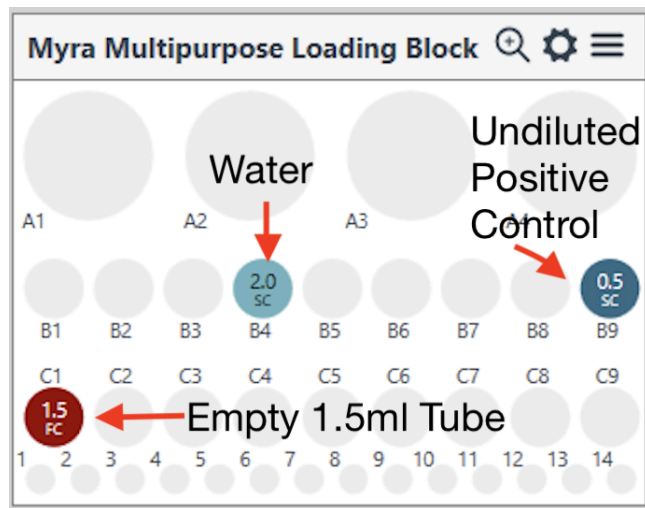 Myra Multipurpose Loading Block
Undiluted
Positive
Control
Water
A1
A2
A3
A4
2.0
SC
0.5
SC
B1
B2
B3
B4
B5
B6
B7
B8
B9
C1
C2
C3
C4
C5
C6
C7
C8
C9
1.5
FC
Empty 1.5ml Tube
1
2
3
4
5
6
7
8
9
10
11
12
13
14